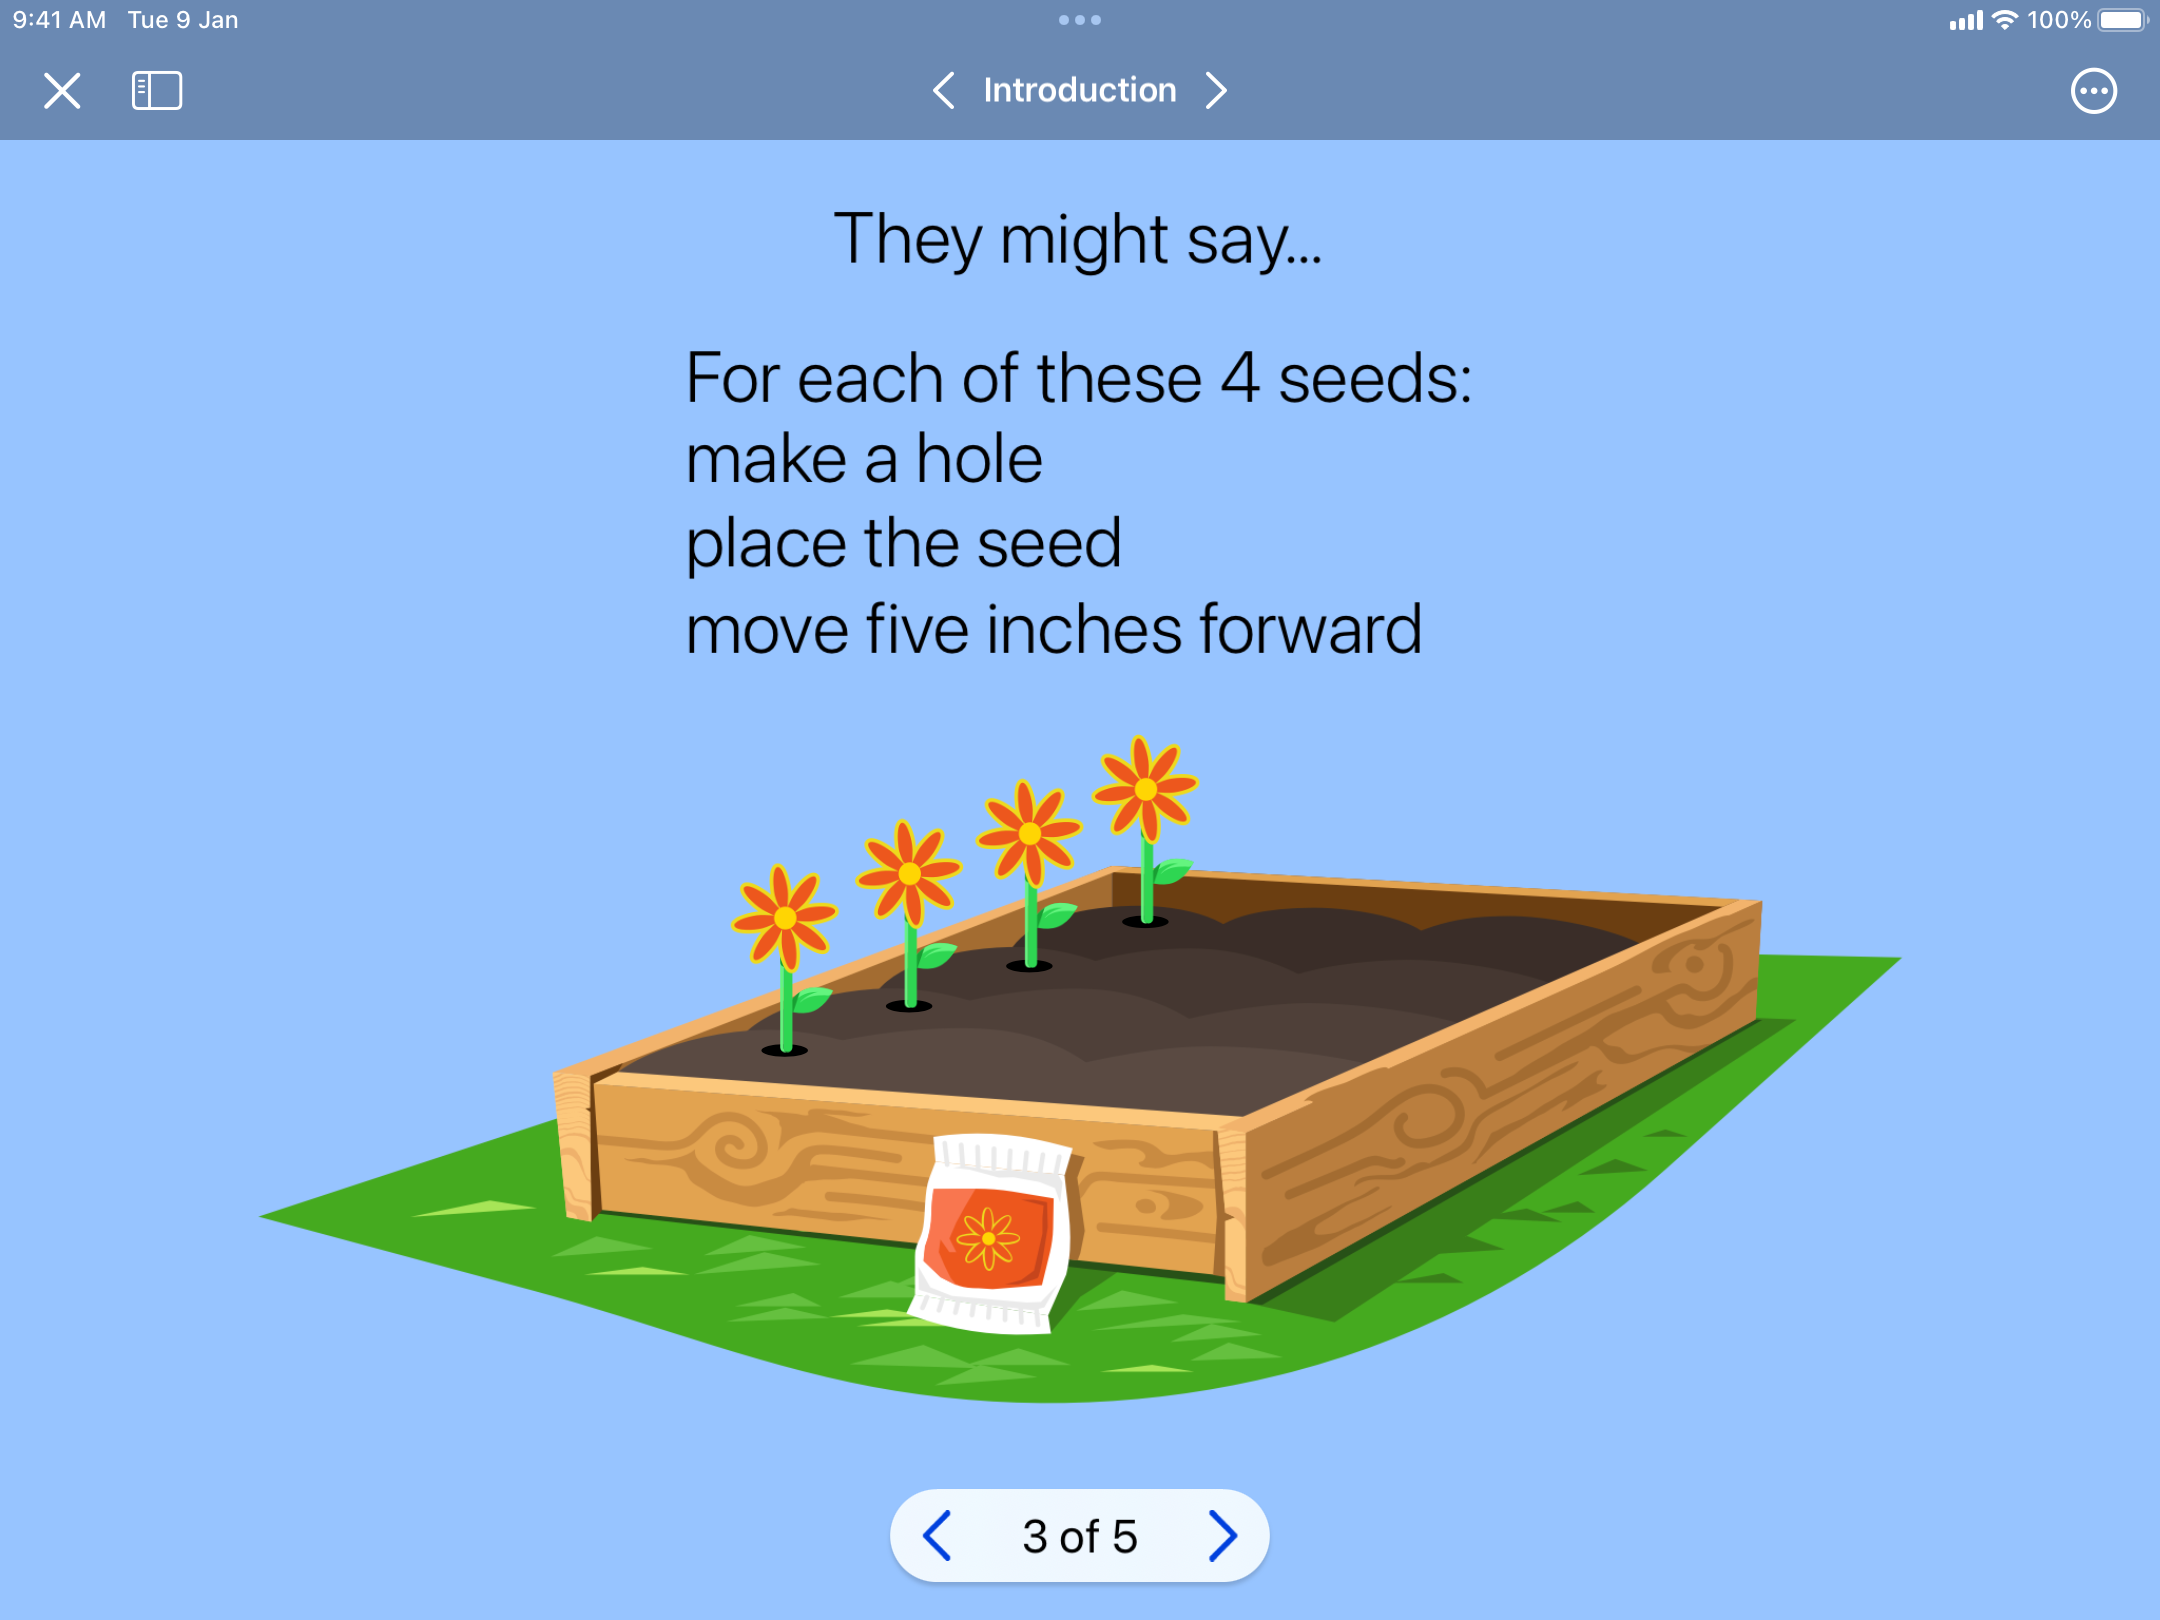 9:41 AM Tue 9 Jan
100%
Introduction
They might say...
For each of these 4 seeds:
make a hole
place the seed
move five inches forward
3 of 5